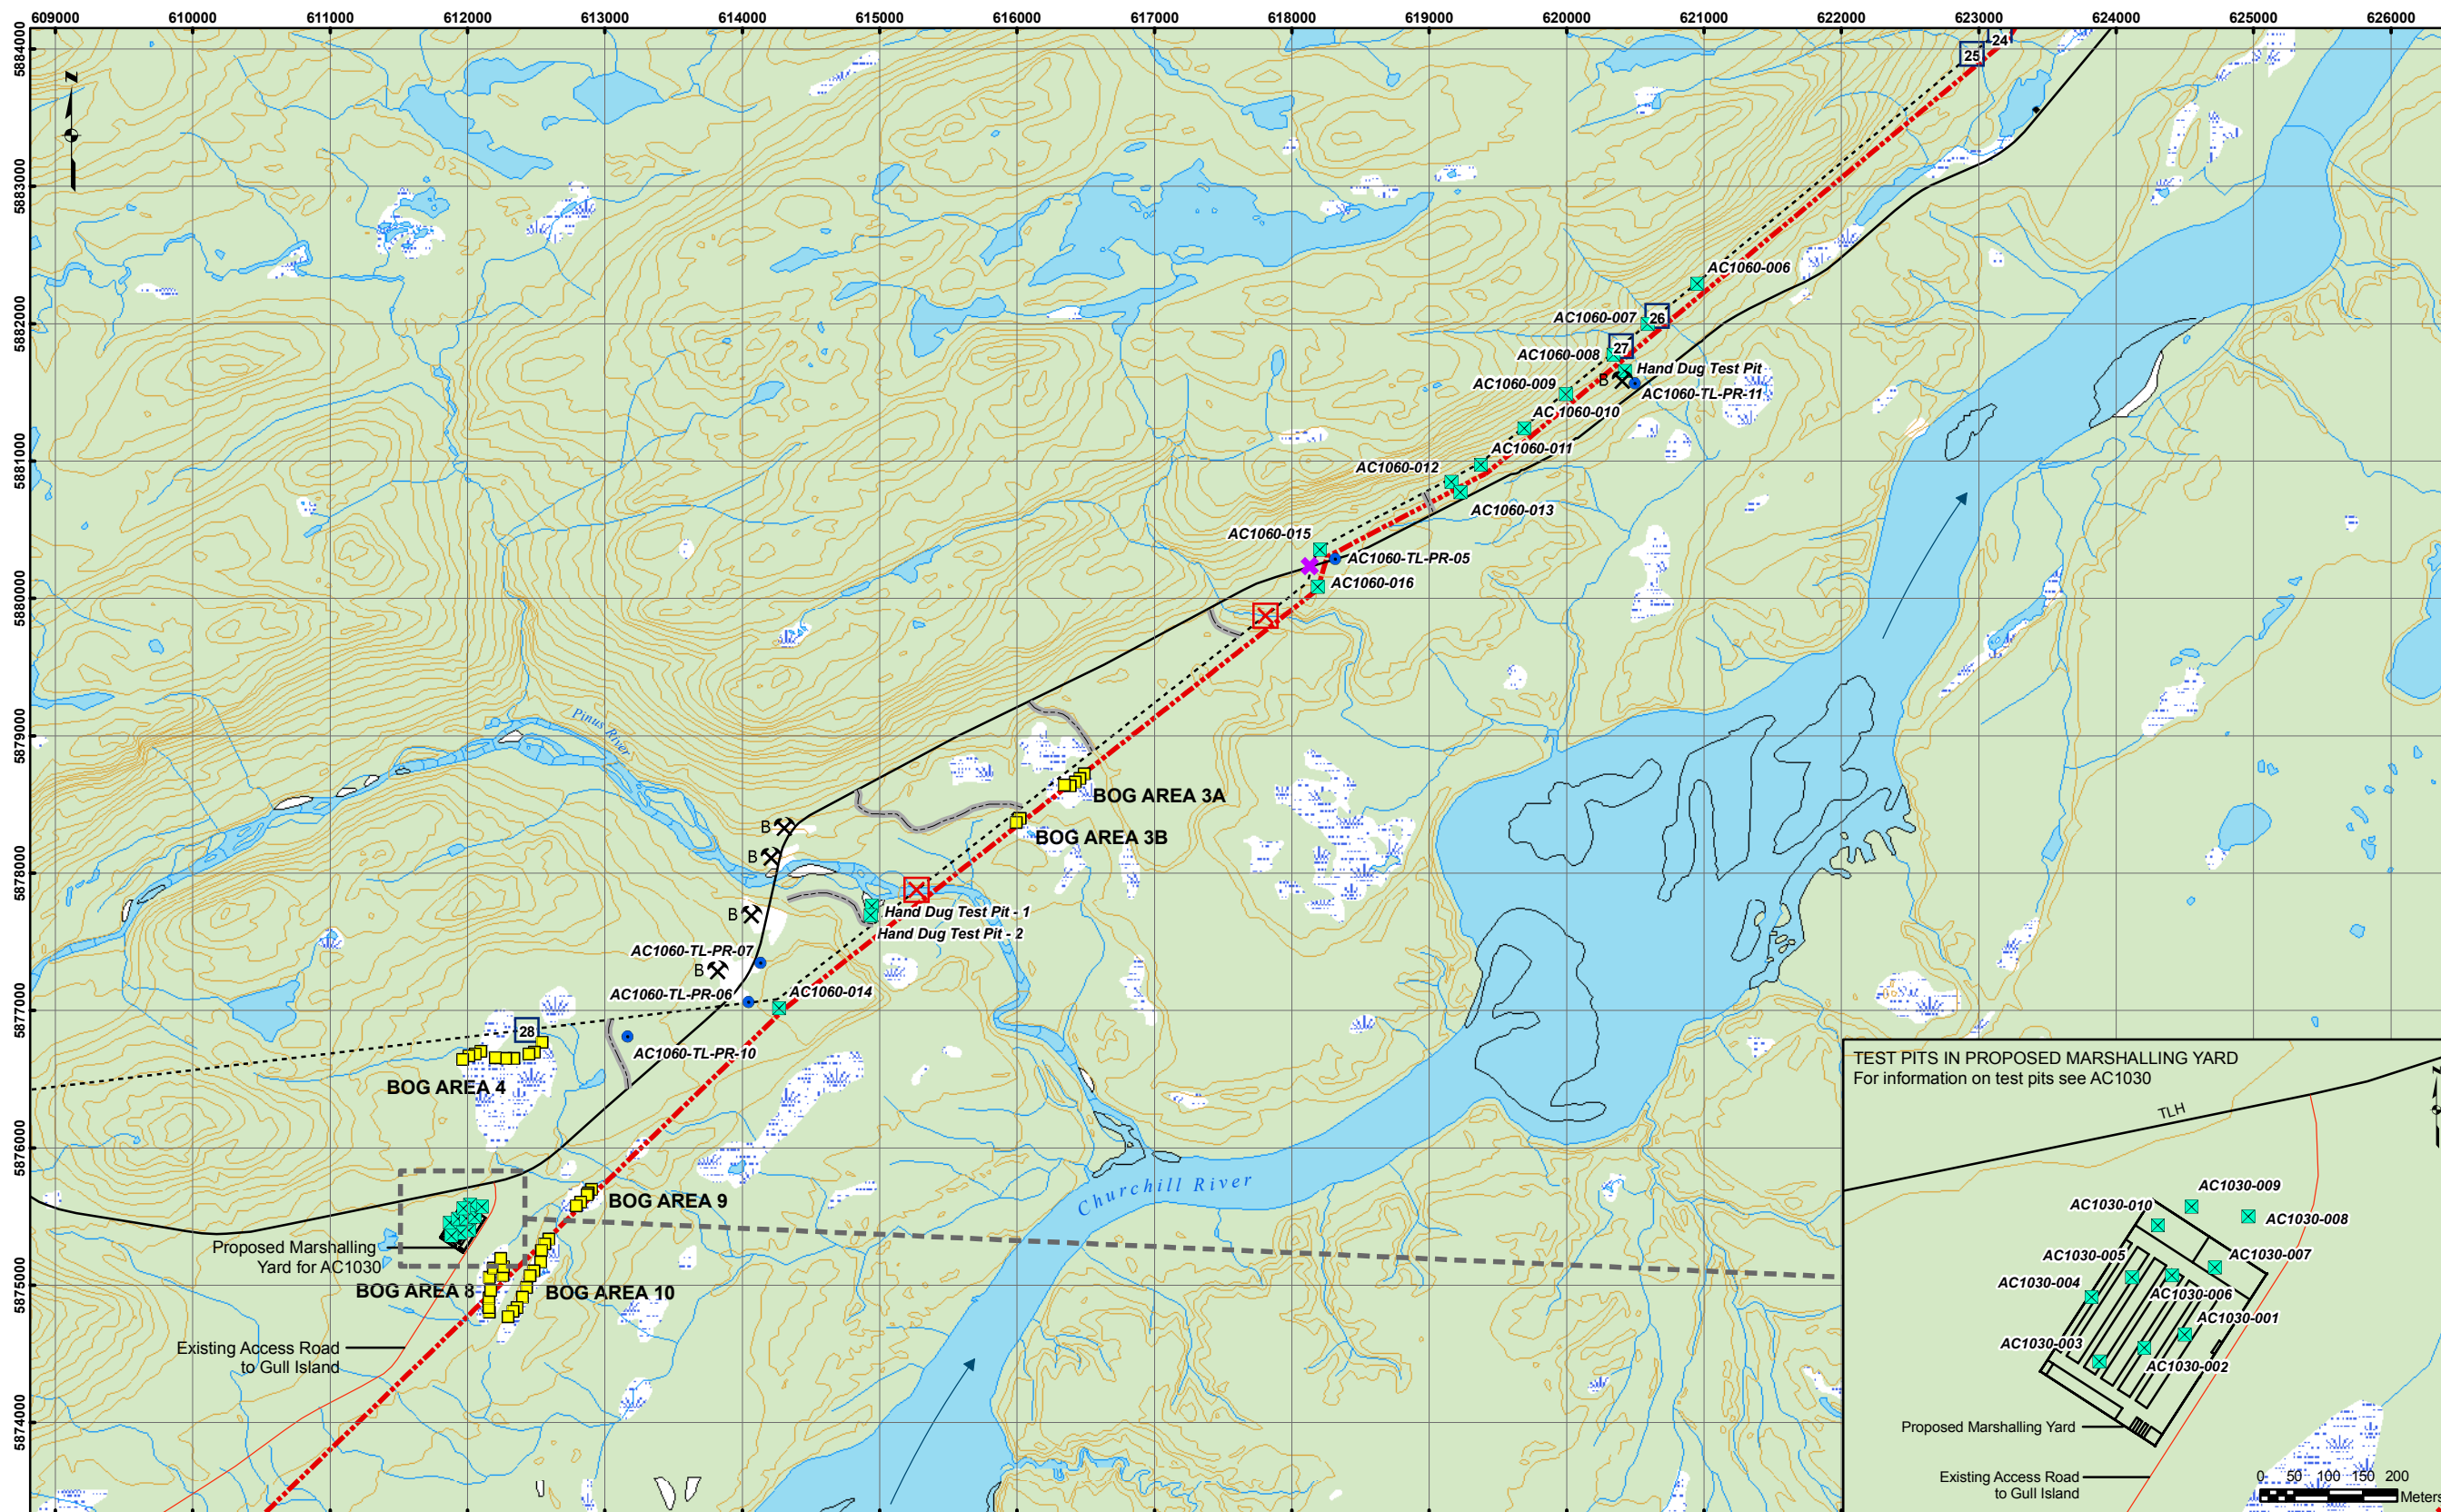 609000 610000 611000 612000 613000 614000 615000 616000 617000 618000 619000 620000 621000 622000 623000 624000 625000 626000
5884000
5883000
5882000
5881000
5880000
5879000
5878000
5877000
5876000
5875000
5874000
N
24
25
AC1060-006
AC1060-007
26
27
AC1060-008
Hand Dug Test Pit
B
AC1060-009
AC1060-TL-PR-11
AC1060-010
AC1060-011
AC1060-012
AC1060-013
AC1060-015
AC1060-TL-PR-05
AC1060-016
Pinus River
BOG AREA 3A
B
BOG AREA 3B
B
B
Hand Dug Test Pit - 1
Hand Dug Test Pit - 2
AC1060-TL-PR-07
B
AC1060-TL-PR-06
AC1060-014
28
AC1060-TL-PR-10
BOG AREA 4
Churchill River
BOG AREA 9
Proposed Marshalling
Yard for AC1030
BOG AREA 8
BOG AREA 10
Existing Access Road
to Gull Island
TEST PITS IN PROPOSED MARSHALLING YARD
For information on test pits see AC1030
N
TLH
AC1030-009
AC1030-010
AC1030-008
AC1030-005
AC1030-007
AC1030-004
AC1030-006
AC1030-001
AC1030-003
AC1030-002
Proposed Marshalling Yard
Existing Access Road
to Gull Island
0 50 100 150 200
Meters